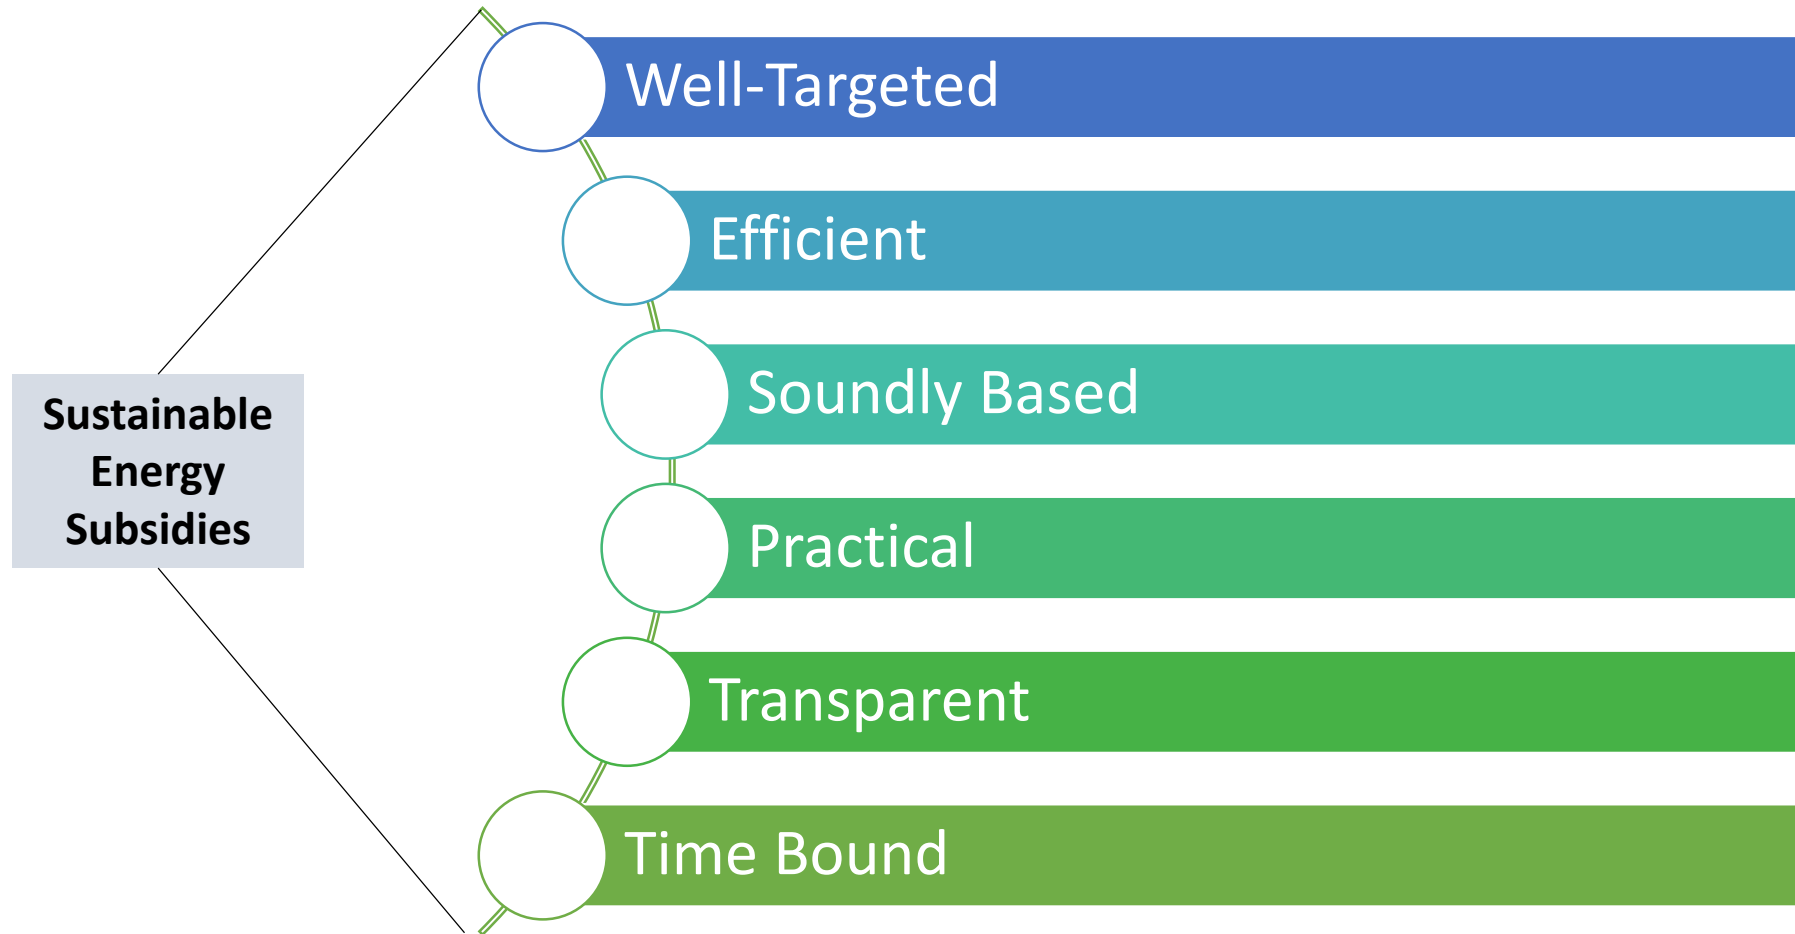 Well-Targeted
Efficient
Soundly Based
Practical
Transparent
Time Bound
Sustainable
Energy
Subsidies